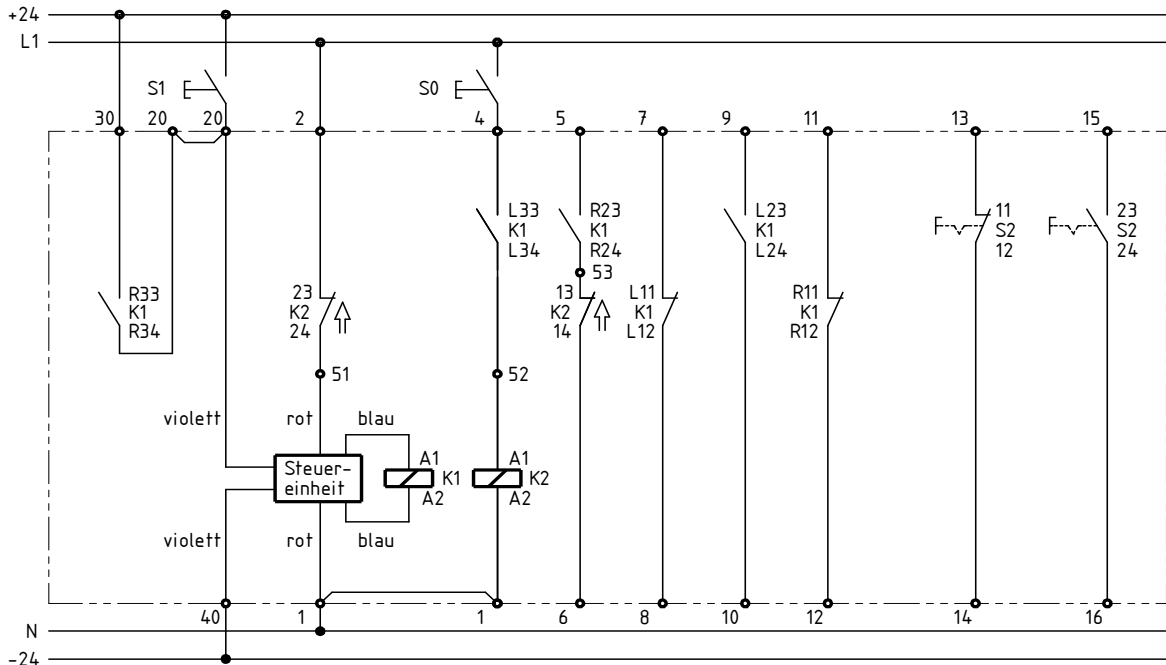 +24
L1
S1
S0
30
20
20
2
4
5
7
9
11
13
15
L33
K1
L34
R23
K1
R24
L23
K1
L24
11
S2
12
23
S2
24
53
R33
K1
R34
23
K2
24
13
K2
14
L11
K1
L12
R11
K1
R12
51
52
violett
rot
blau
Steuer-
einheit
A1
K1
A2
A1
K2
A2
violett
rot
blau
40
1
1
6
8
10
12
14
16
N
-24